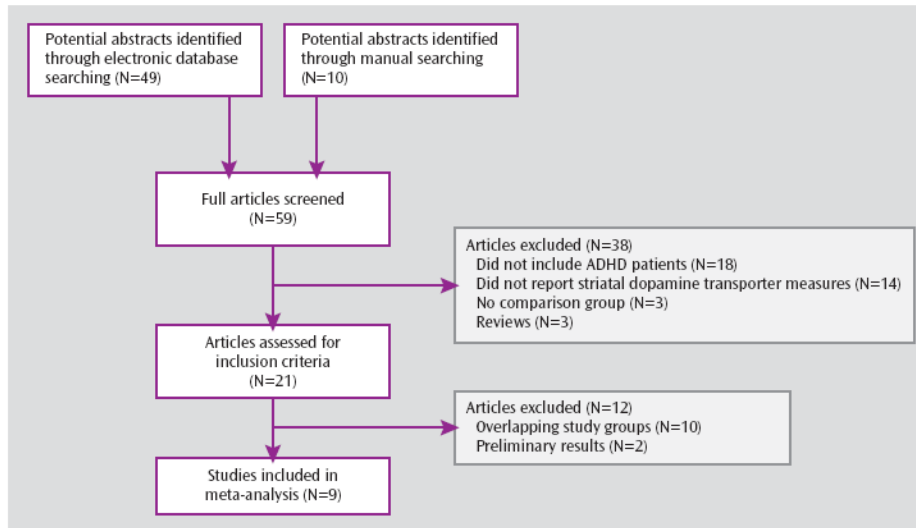 Potential abstracts identified
through electronic database
searching (N=49)
Potential abstracts identified
through manual searching
(N=10)
Full articles screened
(N=59)
Articles excluded (N=38)
Did not include ADHD patients (N=18)
Did not report striatal dopamine transporter measures (N=14)
No comparison group (N=3)
Reviews (N=3)
Articles assessed for
inclusion criteria
(N=21)
Articles excluded (N=12)
Overlapping study groups (N=10)
Preliminary results (N=2)
Studies included in
meta-analysis (N=9)